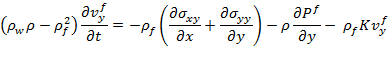 (ρ_w ρ − ρ_f^2) ∂v_y^f/∂t = −ρ_f (∂σ_xy/∂x + ∂σ_yy/∂y) − ρ ∂P^f/∂y − ρ_f K v_y^f